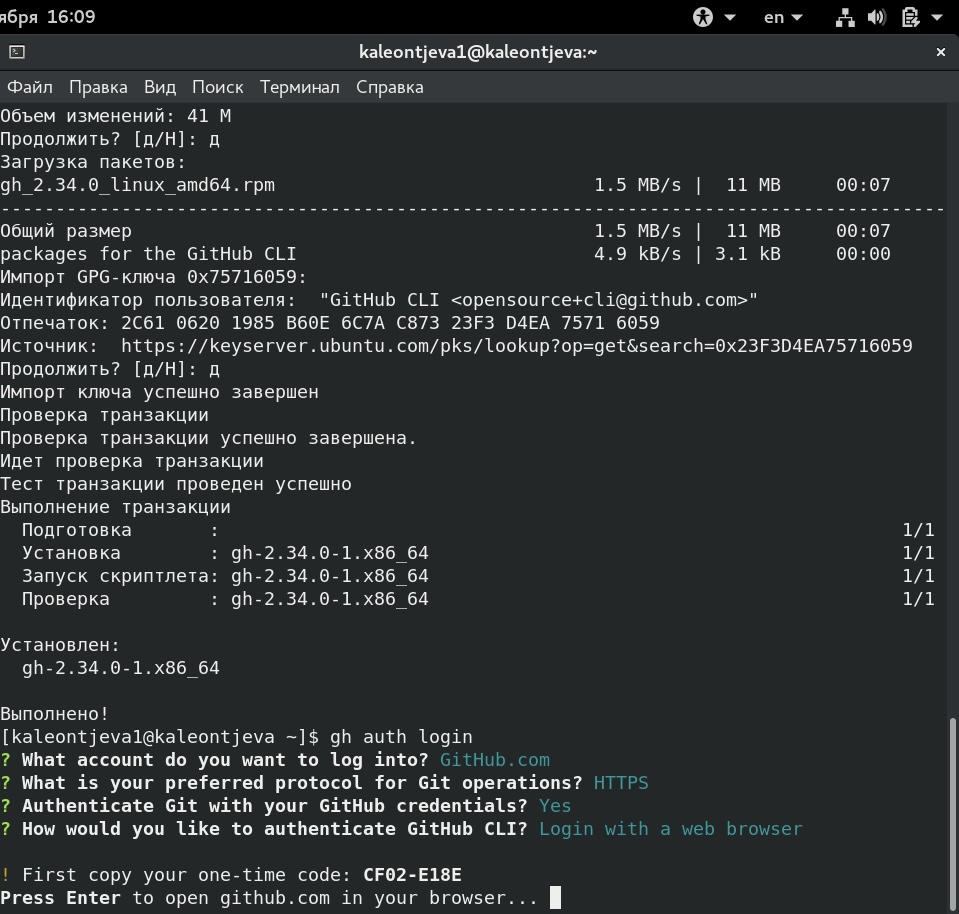 ября 16:09
en
kaleontjeva1@kaleontjeva:~
Файл Правка Вид Поиск Терминал Справка
Объем изменений: 41 M
Продолжить? [д/Н]: д
Загрузка пакетов:
gh_2.34.0_linux_amd64.rpm 1.5 MB/s | 11 MB 00:07
--------------------------------------------------------------------------------------
Общий размер 1.5 MB/s | 11 MB 00:07
packages for the GitHub CLI 4.9 kB/s | 3.1 kB 00:00
Импорт GPG-ключа 0x75716059:
Идентификатор пользователя: "GitHub CLI <opensource+cli@github.com>"
Отпечаток: 2C61 0620 1985 B60E 6C7A C873 23F3 D4EA 7571 6059
Источник: https://keyserver.ubuntu.com/pks/lookup?op=get&search=0x23F3D4EA75716059
Продолжить? [д/Н]: д
Импорт ключа успешно завершен
Проверка транзакции
Проверка транзакции успешно завершена.
Идет проверка транзакции
Тест транзакции проведен успешно
Выполнение транзакции
Подготовка : 1/1
Установка : gh-2.34.0-1.x86_64 1/1
Запуск скриптлета: gh-2.34.0-1.x86_64 1/1
Проверка : gh-2.34.0-1.x86_64 1/1
Установлен:
gh-2.34.0-1.x86_64
Выполнено!
[kaleontjeva1@kaleontjeva ~]$ gh auth login
? What account do you want to log into? GitHub.com
? What is your preferred protocol for Git operations? HTTPS
? Authenticate Git with your GitHub credentials? Yes
? How would you like to authenticate GitHub CLI? Login with a web browser
! First copy your one-time code: CF02-E18E
Press Enter to open github.com in your browser...